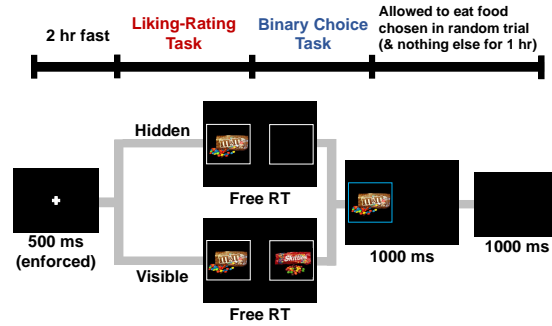 2 hr fast
Liking-Rating
Task
Binary Choice
Task
Allowed to eat food
chosen in random trial
(& nothing else for 1 hr)
Hidden
Free RT
500 ms
(enforced)
Visible
Skittles
Free RT
1000 ms
1000 ms